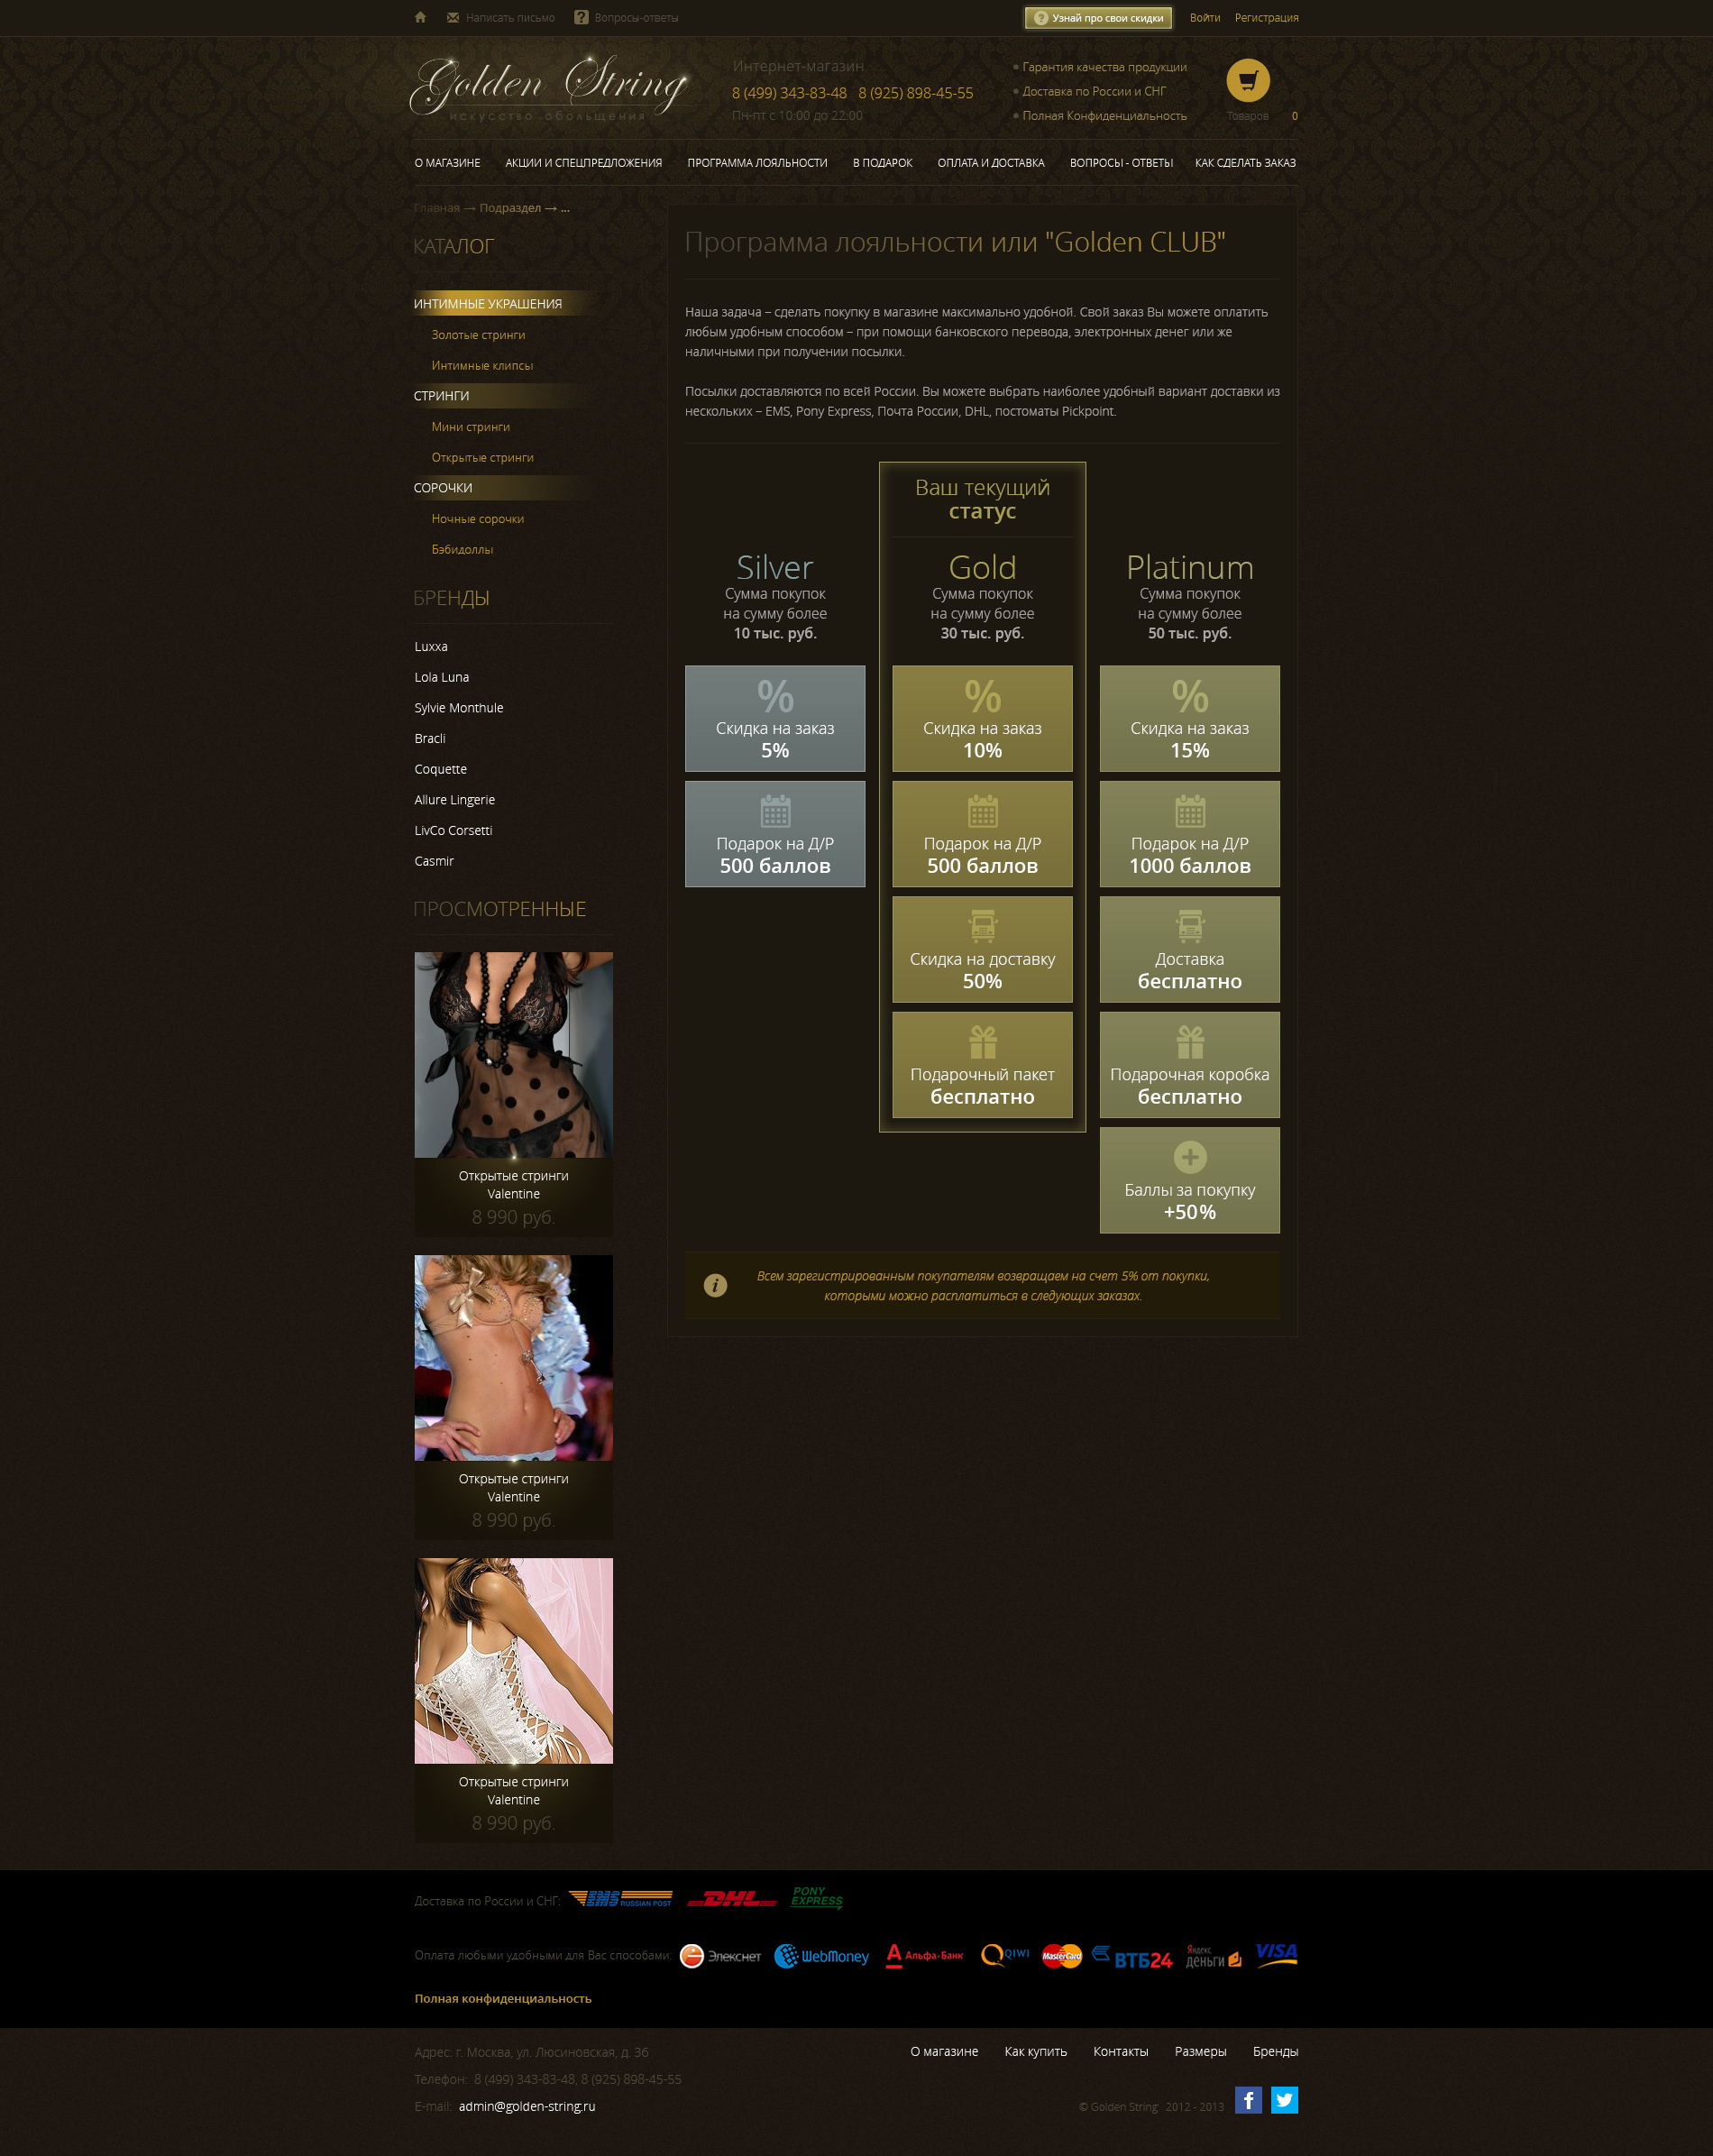 Написать письмо
Вопросы-ответы
Узнай про свои скидки
Войти
Регистрация
Golden String
искусство обольщения
Интернет-магазин
8 (499) 343-83-48 8 (925) 898-45-55
Пн-пт с 10:00 до 22:00
Гарантия качества продукции
Доставка по России и СНГ
Полная Конфиденциальность
Товаров 0
О МАГАЗИНЕ
АКЦИИ И СПЕЦПРЕДЛОЖЕНИЯ
ПРОГРАММА ЛОЯЛЬНОСТИ
В ПОДАРОК
ОПЛАТА И ДОСТАВКА
ВОПРОСЫ - ОТВЕТЫ
КАК СДЕЛАТЬ ЗАКАЗ
Главная → Подраздел → ...
КАТАЛОГ
ИНТИМНЫЕ УКРАШЕНИЯ
Золотые стринги
Интимные клипсы
СТРИНГИ
Мини стринги
Открытые стринги
СОРОЧКИ
Ночные сорочки
Бэбидоллы
БРЕНДЫ
Luxxa
Lola Luna
Sylvie Monthule
Bracli
Coquette
Allure Lingerie
LivCo Corsetti
Casmir
ПРОСМОТРЕННЫЕ
Открытые стринги
Valentine
8 990 руб.
Открытые стринги
Valentine
8 990 руб.
Открытые стринги
Valentine
8 990 руб.
Программа лояльности или "Golden CLUB"
Наша задача – сделать покупку в магазине максимально удобной. Свой заказ Вы можете оплатить
любым удобным способом – при помощи банковского перевода, электронных денег или же
наличными при получении посылки.
Посылки доставляются по всей России. Вы можете выбрать наиболее удобный вариант доставки из
нескольких – EMS, Pony Express, Почта России, DHL, постоматы Pickpoint.
Silver
Сумма покупок
на сумму более
10 тыс. руб.
%
Скидка на заказ
5%
Подарок на Д/Р
500 баллов
Ваш текущий
статус
Gold
Сумма покупок
на сумму более
30 тыс. руб.
%
Скидка на заказ
10%
Подарок на Д/Р
500 баллов
Скидка на доставку
50%
Подарочный пакет
бесплатно
Platinum
Сумма покупок
на сумму более
50 тыс. руб.
%
Скидка на заказ
15%
Подарок на Д/Р
1000 баллов
Доставка
бесплатно
Подарочная коробка
бесплатно
Баллы за покупку
+50%
Всем зарегистрированным покупателям возвращаем на счет 5% от покупки,
которыми можно расплатиться в следующих заказах.
Доставка по России и СНГ:
EMS RUSSIAN POST
DHL
PONY EXPRESS
Оплата любыми удобными для Вас способами:
Элекснет
WebMoney
Альфа·Банк
QIWI
MasterCard
ВТБ24
Яндекс деньги
VISA
Полная конфиденциальность
Адрес: г. Москва, ул. Люсиновская, д. 36
Телефон: 8 (499) 343-83-48, 8 (925) 898-45-55
E-mail: admin@golden-string.ru
О магазине
Как купить
Контакты
Размеры
Бренды
© Golden String 2012 - 2013